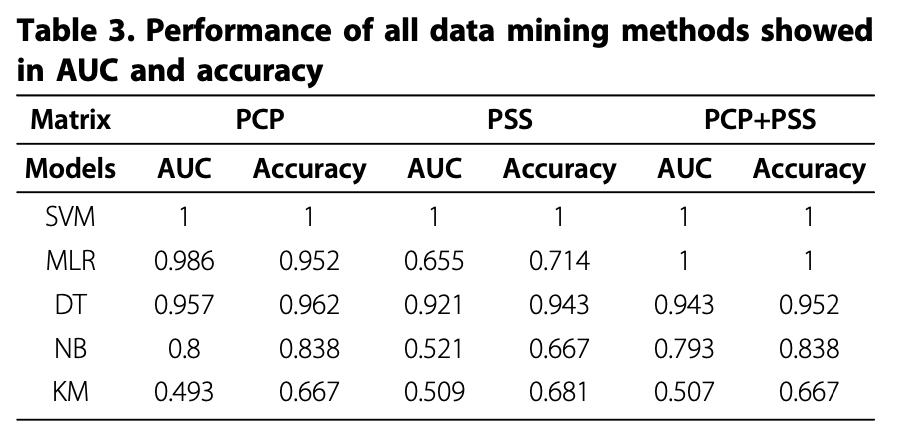 Table 3. Performance of all data mining methods showed
in AUC and accuracy
Matrix PCP PSS PCP+PSS
Models AUC Accuracy AUC Accuracy AUC Accuracy
SVM 1 1 1 1 1 1
MLR 0.986 0.952 0.655 0.714 1 1
DT 0.957 0.962 0.921 0.943 0.943 0.952
NB 0.8 0.838 0.521 0.667 0.793 0.838
KM 0.493 0.667 0.509 0.681 0.507 0.667